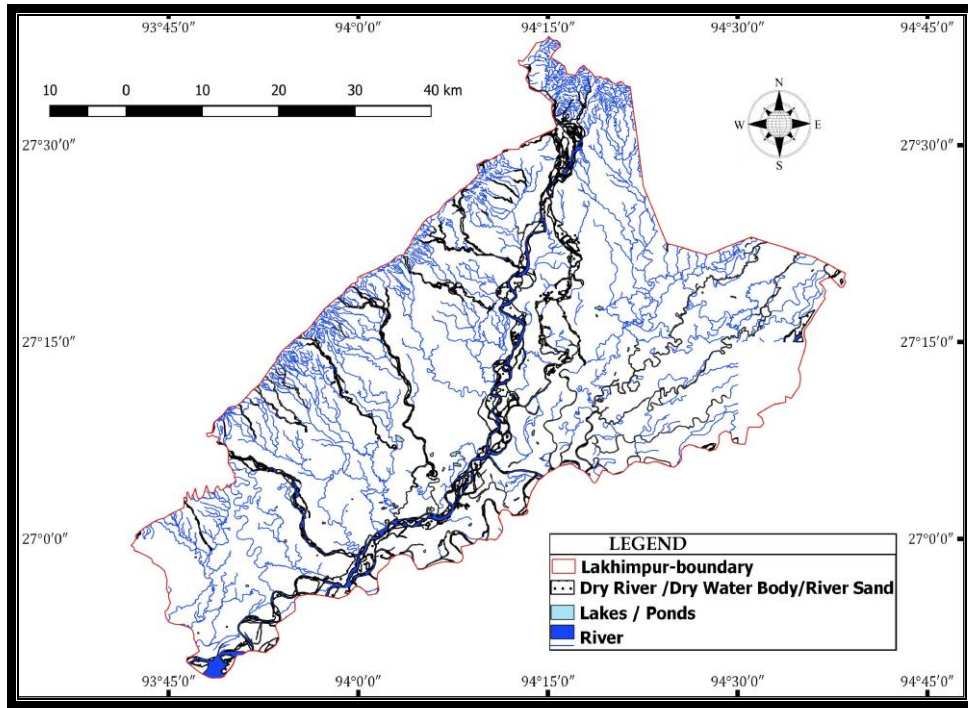 93°45′0″ 94°0′0″ 94°15′0″ 94°30′0″ 94°45′0″
10 0 10 20 30 40 km
N
W E
S
27°30′0″ 27°30′0″
27°15′0″ 27°15′0″
27°0′0″ 27°0′0″
LEGEND
Lakhimpur-boundary
Dry River /Dry Water Body/River Sand
Lakes / Ponds
River
93°45′0″ 94°0′0″ 94°15′0″ 94°30′0″ 94°45′0″